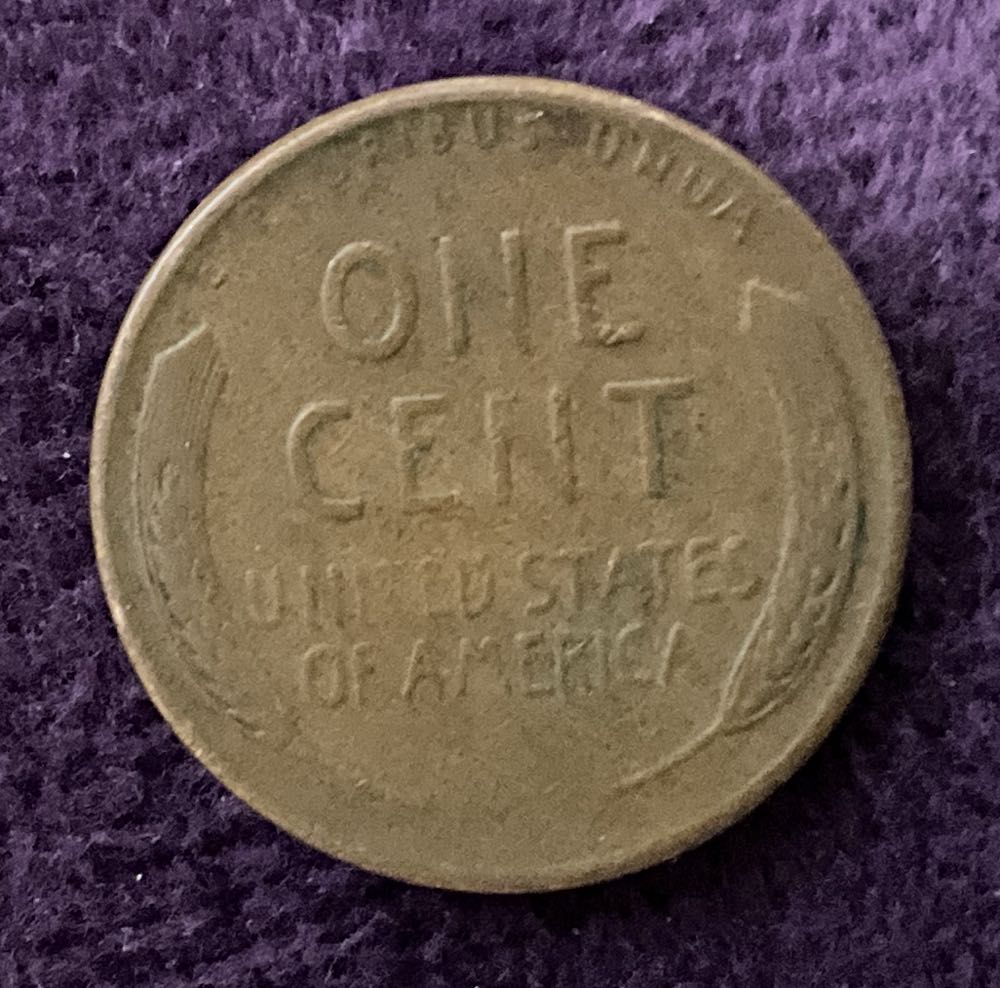 ONE
CENT
UNITED STATES
OF AMERICA